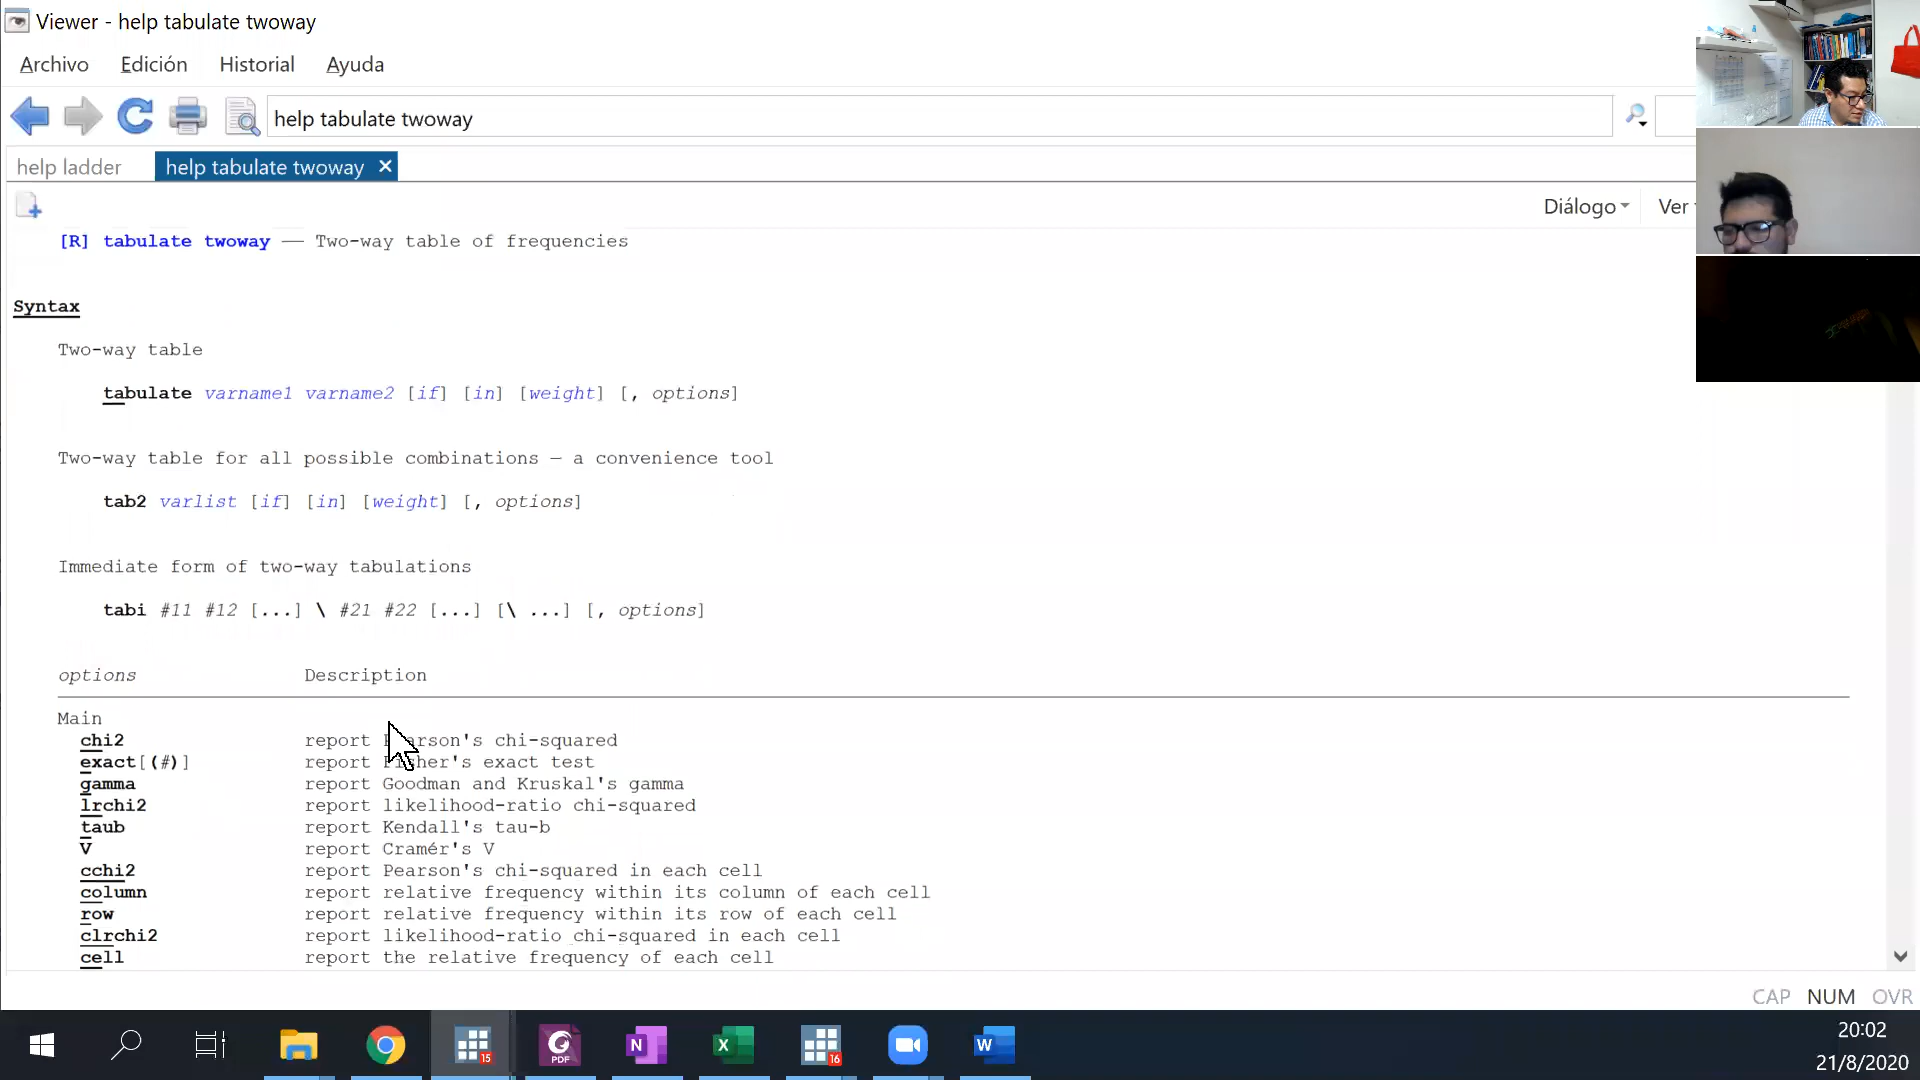 Viewer - help tabulate twoway
Archivo Edición Historial Ayuda
help tabulate twoway
help ladder help tabulate twoway ✕
Diálogo Ver
[R] tabulate twoway — Two-way table of frequencies
Syntax
Two-way table
tabulate varname1 varname2 [if] [in] [weight] [, options]
Two-way table for all possible combinations — a convenience tool
tab2 varlist [if] [in] [weight] [, options]
Immediate form of two-way tabulations
tabi #11 #12 [...] \ #21 #22 [...] [\ ...] [, options]
options Description
Main
chi2 report Pearson's chi-squared
exact[(#)] report Fisher's exact test
gamma report Goodman and Kruskal's gamma
lrchi2 report likelihood-ratio chi-squared
taub report Kendall's tau-b
V report Cramér's V
cchi2 report Pearson's chi-squared in each cell
column report relative frequency within its column of each cell
row report relative frequency within its row of each cell
clrchi2 report likelihood-ratio chi-squared in each cell
cell report the relative frequency of each cell
CAP NUM OVR
15 PDF N X 16 W
20:02
21/8/2020